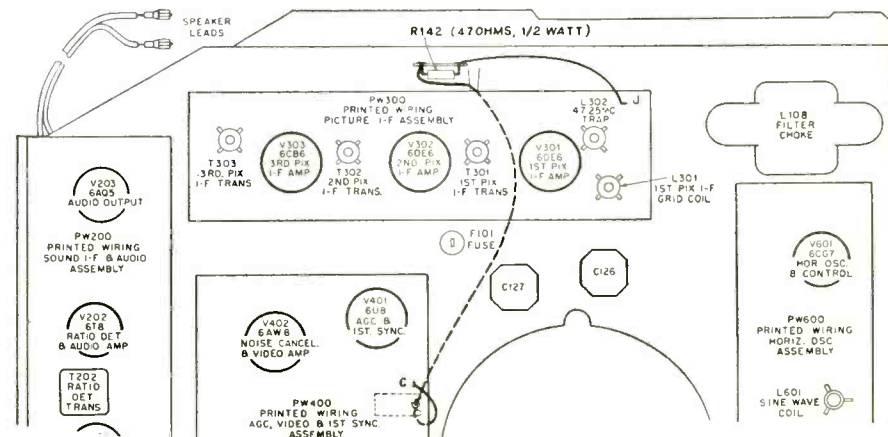 SPEAKER
LEADS
R142 (470HMS, 1/2 WATT)
PW300
PRINTED WIRING
PICTURE I-F ASSEMBLY
L302
47.25MC
TRAP
J
T303
3RD. PIX
I-F TRANS
V303
6CB6
3RD PIX
I-F AMP
T302
2ND PIX
I-F TRANS.
V302
6DE6
2ND PIX
I-F AMP
T301
1ST PIX
I-F TRANS
V301
6DE6
1ST PIX
I-F AMP
L301
1ST PIX I-F
GRID COIL
L108
FILTER
CHOKE
V203
6AQ5
AUDIO OUTPUT
PW200
PRINTED WIRING
SOUND I-F & AUDIO
ASSEMBLY
V202
6T8
RATIO DET
& AUDIO AMP
T202
RATIO
DET
TRANS
F101
FUSE
C127
C126
V401
6U8
AGC &
1ST. SYNC.
V402
6AW8
NOISE CANCEL.
& VIDEO AMP
G
PW400
PRINTED WIRING
AGC, VIDEO & 1ST SYNC.
ASSEMBLY
V601
6CG7
HOR OSC.
& CONTROL
PW600
PRINTED WIRING
HORIZ. OSC
ASSEMBLY
L601
SINE WAVE
COIL